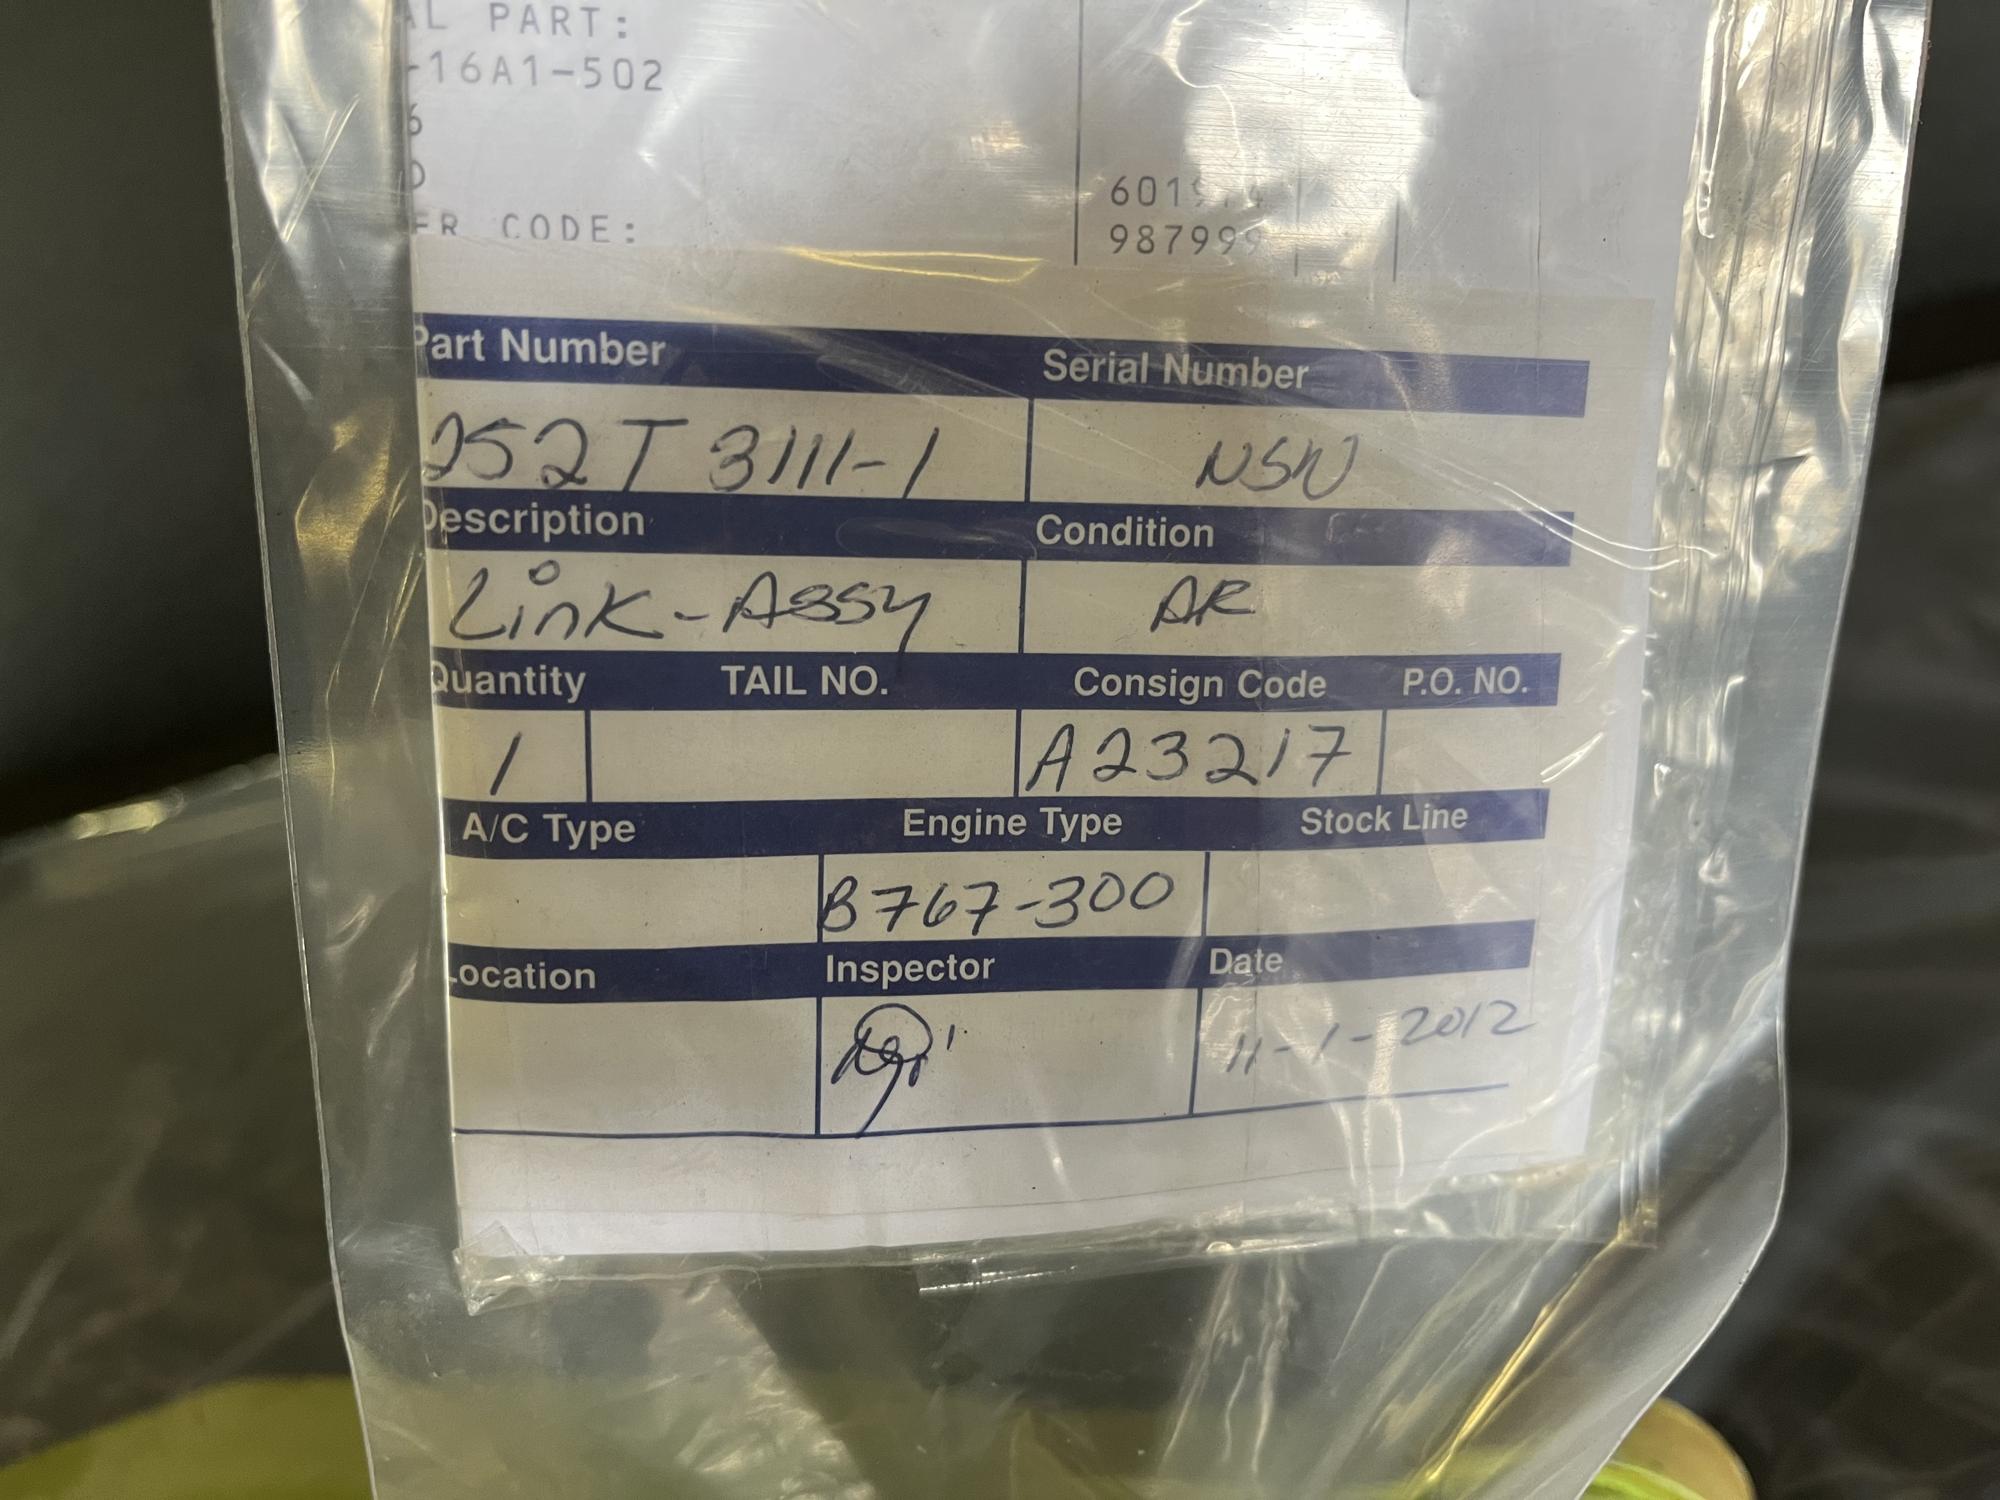 AL PART:
-16A1-502
6
D
601974
ER CODE:
987999
Part Number Serial Number
252T3111-1 NSN
Description Condition
Link-Assy AR
Quantity TAIL NO. Consign Code P.O. NO.
1 A23217
A/C Type Engine Type Stock Line
B767-300
Location Inspector Date
11-1-2012